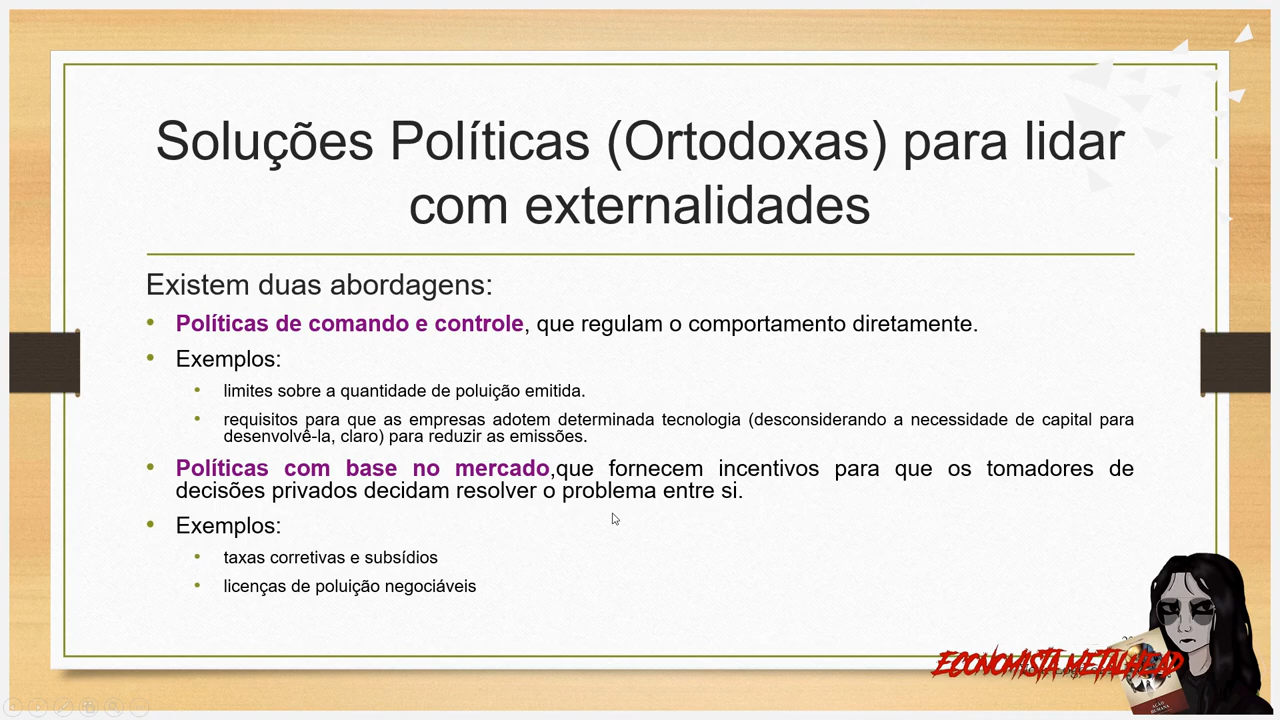 Soluções Políticas (Ortodoxas) para lidar
com externalidades
Existem duas abordagens:
• Políticas de comando e controle, que regulam o comportamento diretamente.
• Exemplos:
• limites sobre a quantidade de poluição emitida.
• requisitos para que as empresas adotem determinada tecnologia (desconsiderando a necessidade de capital para
desenvolvê-la, claro) para reduzir as emissões.
• Políticas com base no mercado,que fornecem incentivos para que os tomadores de
decisões privados decidam resolver o problema entre si.
• Exemplos:
• taxas corretivas e subsídios
• licenças de poluição negociáveis
ECONOMISTA METALHEAD
AÇÃO
HUMANA